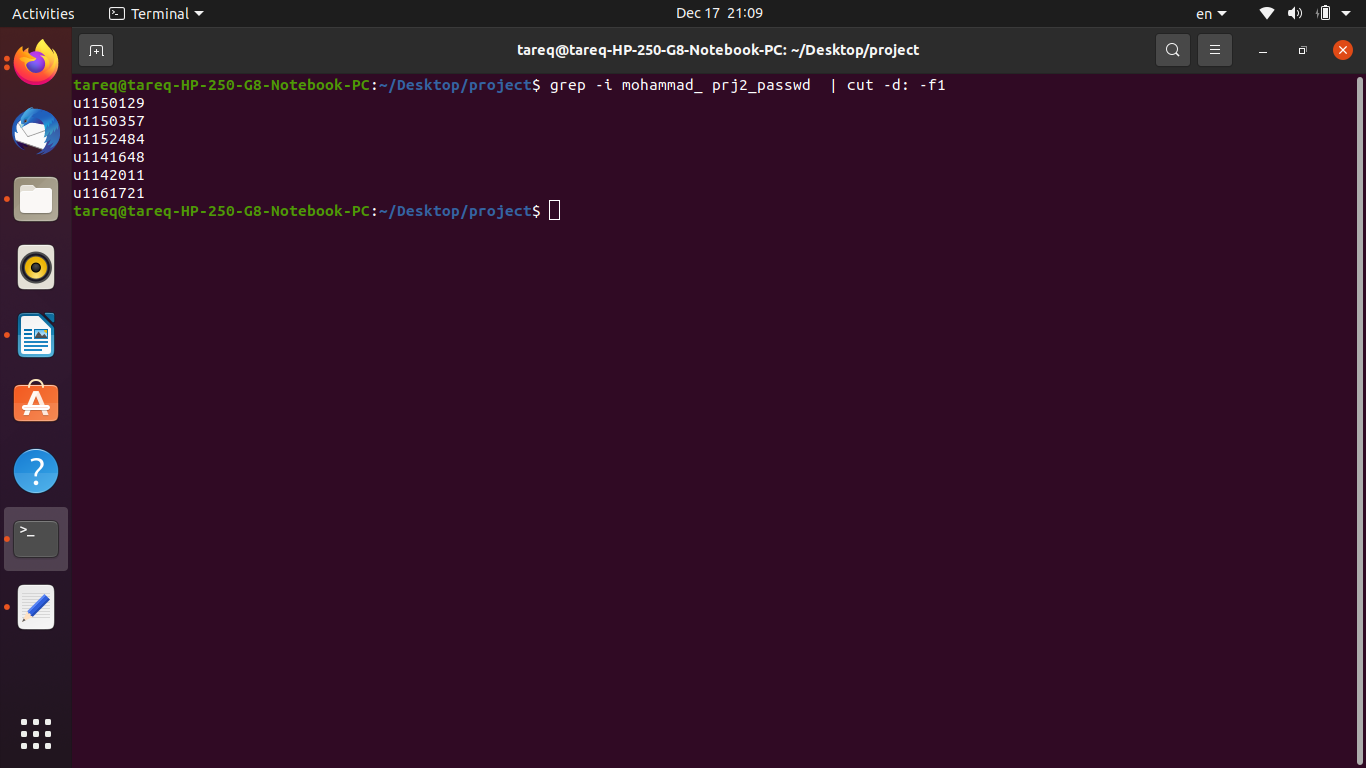 Activities Terminal Dec 17 21:09 en
tareq@tareq-HP-250-G8-Notebook-PC: ~/Desktop/project
tareq@tareq-HP-250-G8-Notebook-PC:~/Desktop/project$ grep -i mohammad_ prj2_passwd  | cut -d: -f1
u1150129
u1150357
u1152484
u1141648
u1142011
u1161721
tareq@tareq-HP-250-G8-Notebook-PC:~/Desktop/project$